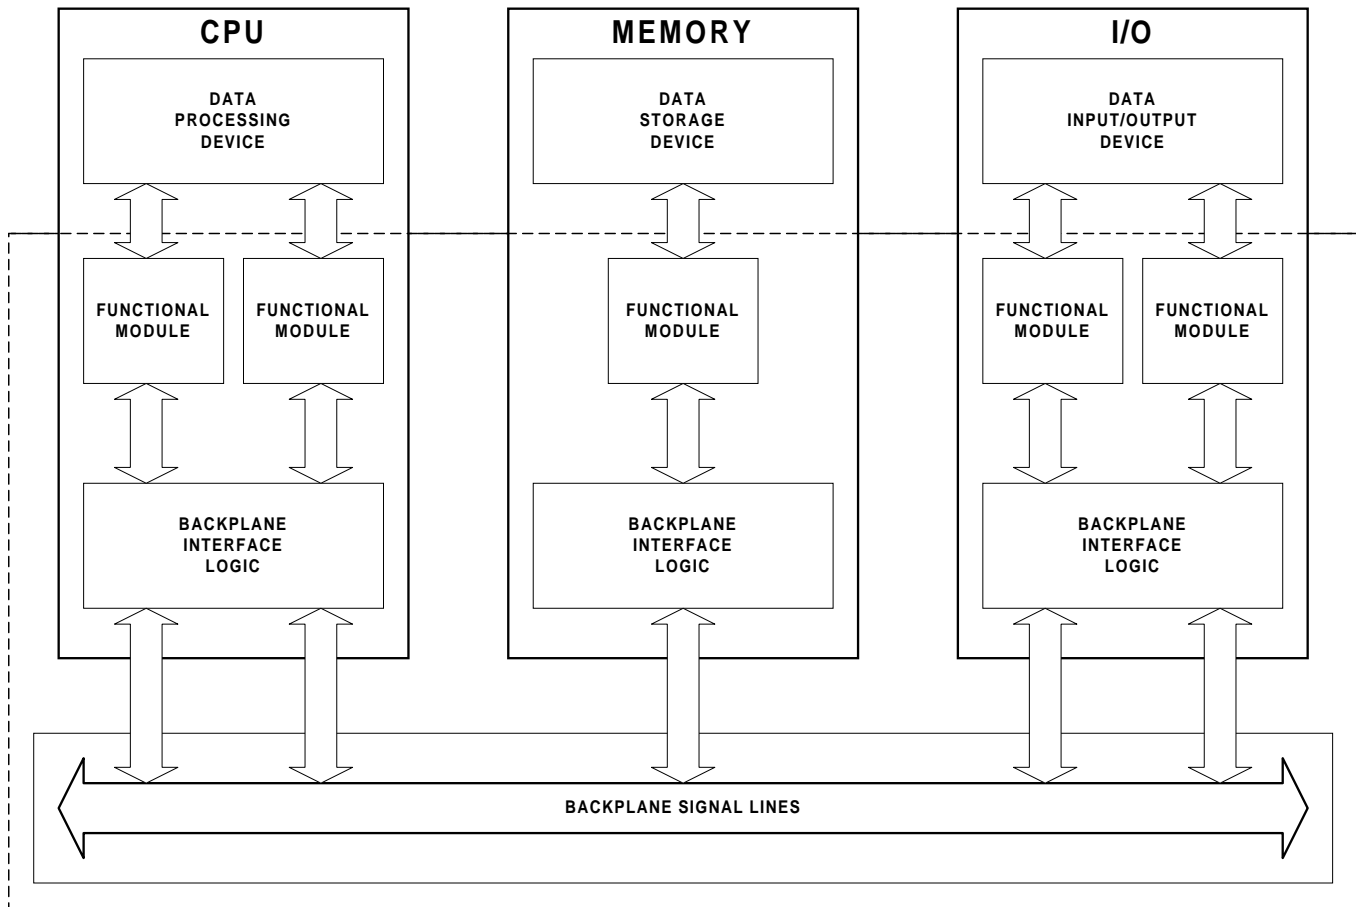 CPU
MEMORY
I/O
DATA
PROCESSING
DEVICE
DATA
STORAGE
DEVICE
DATA
INPUT/OUTPUT
DEVICE
FUNCTIONAL
MODULE
FUNCTIONAL
MODULE
FUNCTIONAL
MODULE
FUNCTIONAL
MODULE
FUNCTIONAL
MODULE
BACKPLANE
INTERFACE
LOGIC
BACKPLANE
INTERFACE
LOGIC
BACKPLANE
INTERFACE
LOGIC
BACKPLANE SIGNAL LINES